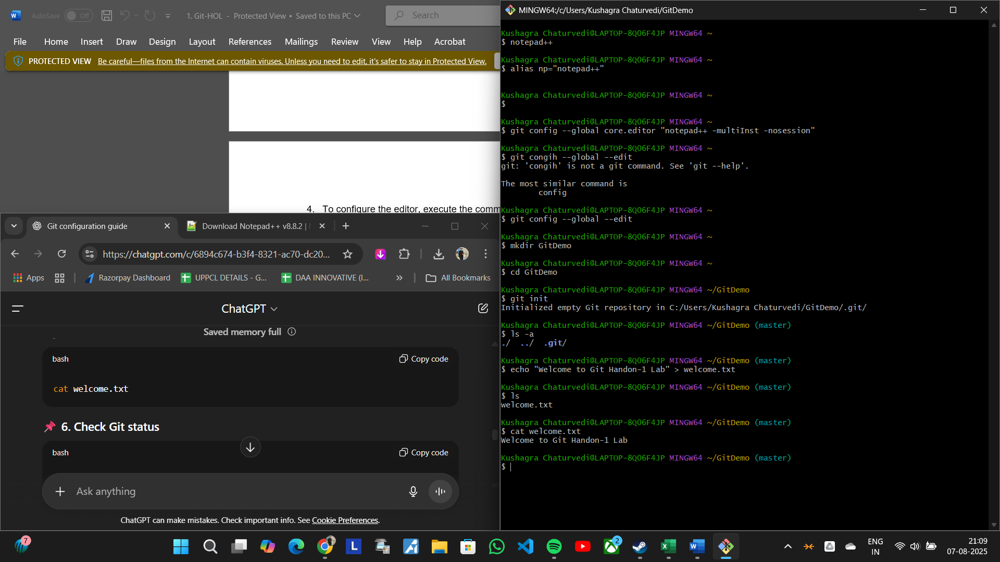 AutoSave Off
1. Git-HOL - Protected View • Saved to this PC
Search
File Home Insert Draw Design Layout References Mailings Review View Help Acrobat
PROTECTED VIEW Be careful—files from the Internet can contain viruses. Unless you need to edit, it's safer to stay in Protected View.
4. To configure the editor, execute the comm
Git configuration guide
Download Notepad++ v8.8.2 |
https://chatgpt.com/c/6894c674-b3f4-8321-ac70-dc20...
Apps
Razorpay Dashboard
UPPCL DETAILS - G...
DAA INNOVATIVE (I...
All Bookmarks
ChatGPT
Saved memory full
bash
Copy code
cat welcome.txt
6. Check Git status
bash
Copy code
Ask anything
ChatGPT can make mistakes. Check important info. See Cookie Preferences.
MINGW64:/c/Users/Kushagra Chaturvedi/GitDemo
Kushagra Chaturvedi@LAPTOP-8Q06F4JP MINGW64 ~
$ notepad++
Kushagra Chaturvedi@LAPTOP-8Q06F4JP MINGW64 ~
$ alias np="notepad++"
Kushagra Chaturvedi@LAPTOP-8Q06F4JP MINGW64 ~
$
Kushagra Chaturvedi@LAPTOP-8Q06F4JP MINGW64 ~
$ git config --global core.editor "notepad++ -multiInst -nosession"
Kushagra Chaturvedi@LAPTOP-8Q06F4JP MINGW64 ~
$ git congih --global --edit
git: 'congih' is not a git command. See 'git --help'.
The most similar command is
config
Kushagra Chaturvedi@LAPTOP-8Q06F4JP MINGW64 ~
$ git config --global --edit
Kushagra Chaturvedi@LAPTOP-8Q06F4JP MINGW64 ~
$ mkdir GitDemo
Kushagra Chaturvedi@LAPTOP-8Q06F4JP MINGW64 ~
$ cd GitDemo
Kushagra Chaturvedi@LAPTOP-8Q06F4JP MINGW64 ~/GitDemo
$ git init
Initialized empty Git repository in C:/Users/Kushagra Chaturvedi/GitDemo/.git/
Kushagra Chaturvedi@LAPTOP-8Q06F4JP MINGW64 ~/GitDemo (master)
$ ls -a
./ ../ .git/
Kushagra Chaturvedi@LAPTOP-8Q06F4JP MINGW64 ~/GitDemo (master)
$ echo "Welcome to Git Handon-1 Lab" > welcome.txt
Kushagra Chaturvedi@LAPTOP-8Q06F4JP MINGW64 ~/GitDemo (master)
$ ls
welcome.txt
Kushagra Chaturvedi@LAPTOP-8Q06F4JP MINGW64 ~/GitDemo (master)
$ cat welcome.txt
Welcome to Git Handon-1 Lab
Kushagra Chaturvedi@LAPTOP-8Q06F4JP MINGW64 ~/GitDemo (master)
$
7
L
2
ENG
IN
21:09
07-08-2025